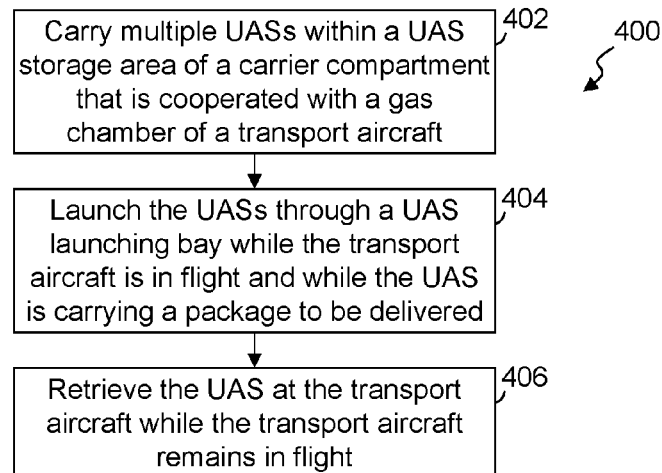 Carry multiple UASs within a UAS
storage area of a carrier compartment
that is cooperated with a gas
chamber of a transport aircraft
402
400
Launch the UASs through a UAS
launching bay while the transport
aircraft is in flight and while the UAS
is carrying a package to be delivered
404
Retrieve the UAS at the transport
aircraft while the transport aircraft
remains in flight
406